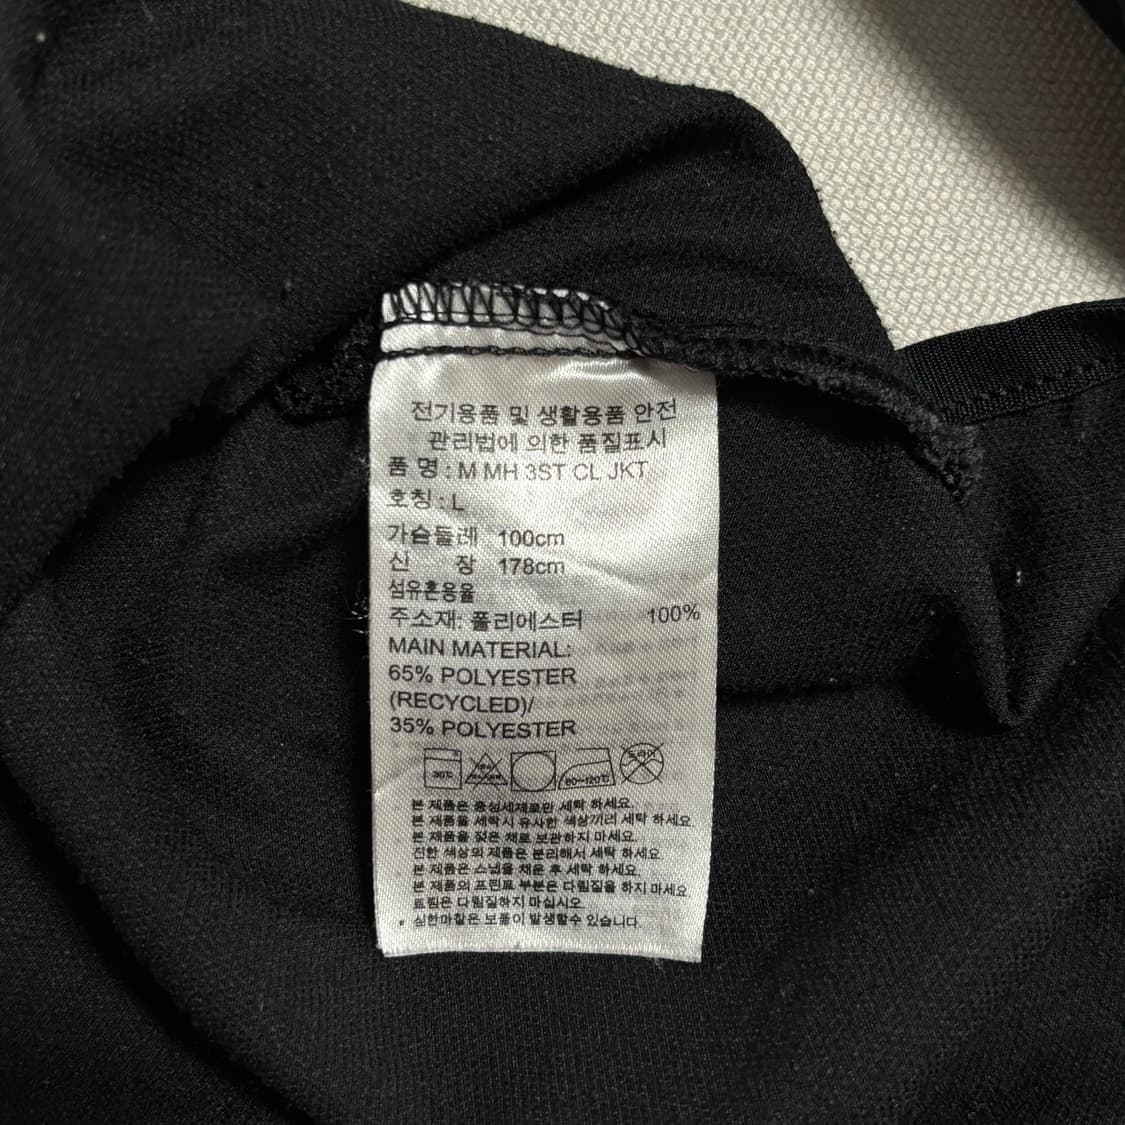 전기용품 및 생활용품 안전
관리법에 의한 품질표시
품 명 : M MH 3ST CL JKT
호칭 : L
가슴둘레 100cm
신 장 178cm
섬유혼용율
주소재: 폴리에스터 100%
MAIN MATERIAL:
65% POLYESTER
(RECYCLED)/
35% POLYESTER
30℃ 80~120℃ 드라이
본 제품은 중성세제로만 세탁 하세요.
본 제품을 세탁시 유사한 색상끼리 세탁 하세요.
본 제품을 젖은 채로 보관하지 마세요.
진한 색상의 제품은 분리해서 세탁 하세요.
본 제품은 스냅을 채운 후 세탁 하세요.
본 제품의 프린트 부분은 다림질을 하지 마세요.
트림은 다림질하지 마십시오
* 심한마찰은 보풀이 발생할수 있습니다.